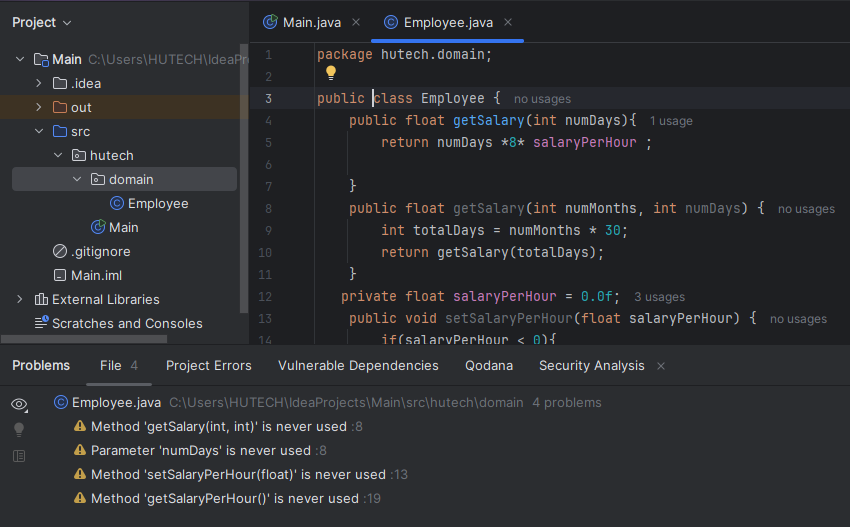 Project
Main.java
Employee.java
Main C:\Users\HUTECH\IdeaPr
.idea
out
src
hutech
domain
Employee
Main
.gitignore
Main.iml
External Libraries
Scratches and Consoles
1 package hutech.domain;
2
3 public class Employee { no usages
4 public float getSalary(int numDays){ 1 usage
5 return numDays *8* salaryPerHour ;
6
7 }
8 public float getSalary(int numMonths, int numDays) { no usages
9 int totalDays = numMonths * 30;
10 return getSalary(totalDays);
11 }
12 private float salaryPerHour = 0.0f; 3 usages
13 public void setSalaryPerHour(float salaryPerHour) { no usages
14 if(salaryPerHour < 0){
Problems File 4 Project Errors Vulnerable Dependencies Qodana Security Analysis
Employee.java C:\Users\HUTECH\IdeaProjects\Main\src\hutech\domain 4 problems
Method 'getSalary(int, int)' is never used :8
Parameter 'numDays' is never used :8
Method 'setSalaryPerHour(float)' is never used :13
Method 'getSalaryPerHour()' is never used :19